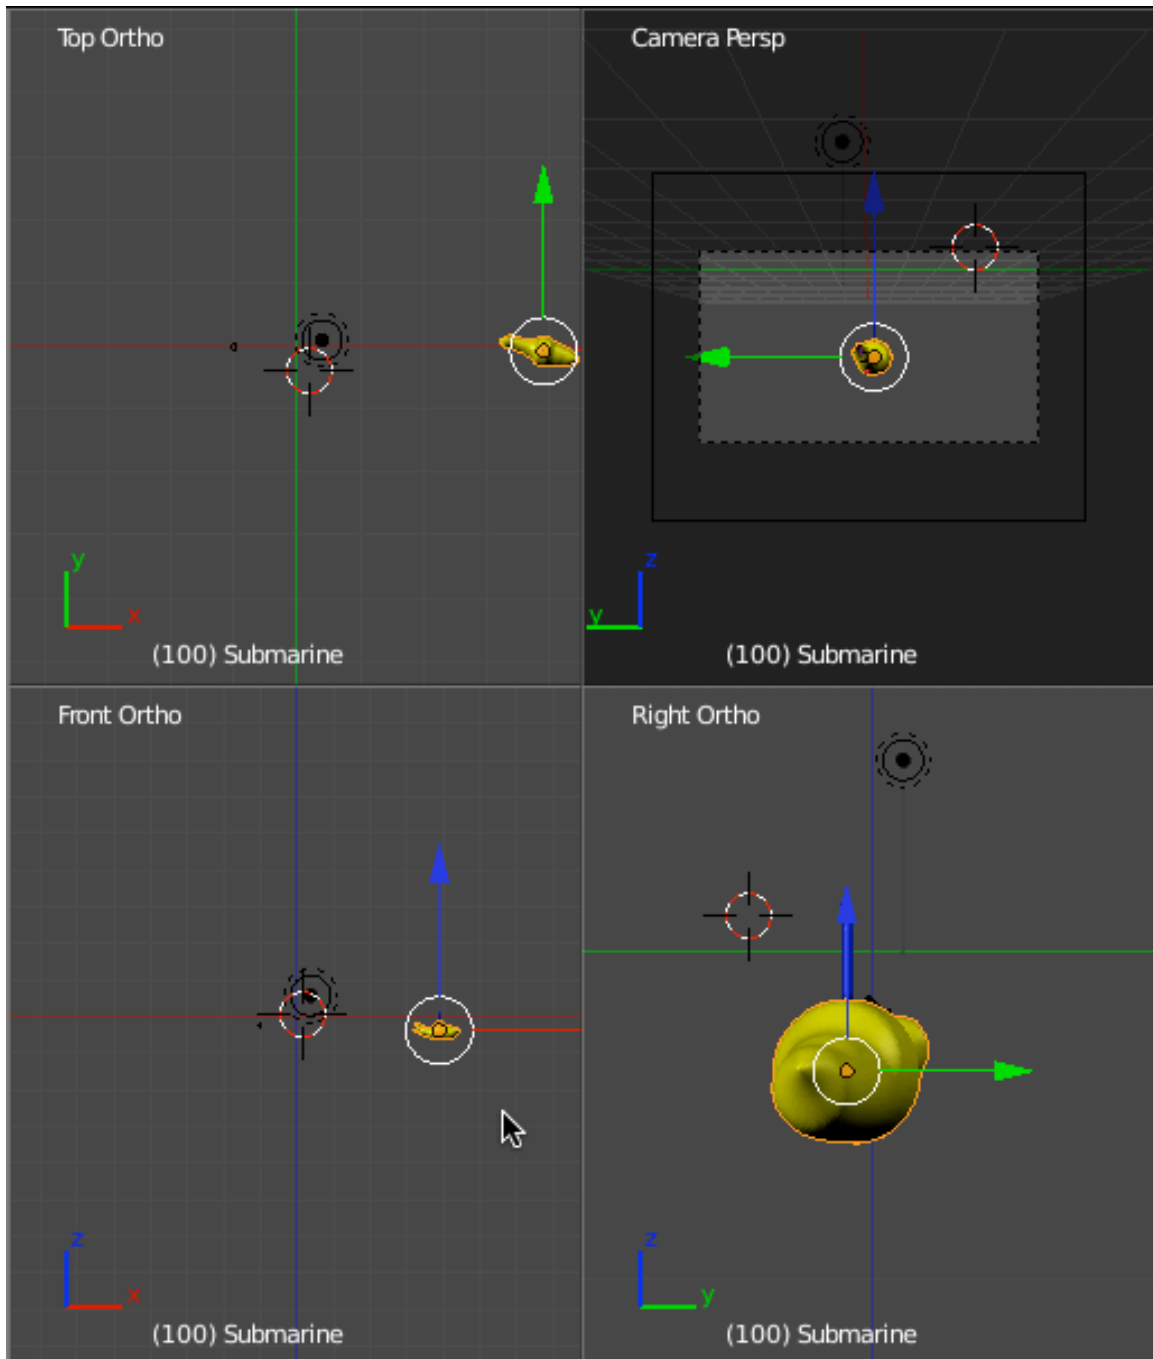 Top Ortho
y
x
(100) Submarine
Camera Persp
z
y
(100) Submarine
Front Ortho
z
x
(100) Submarine
Right Ortho
z
y
(100) Submarine